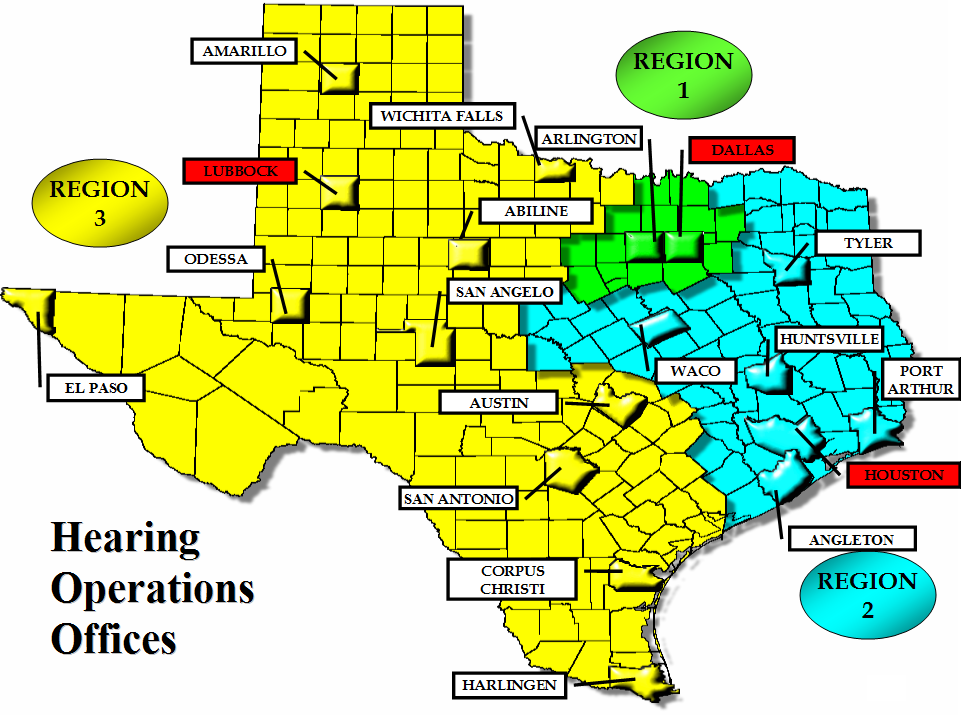 AMARILLO
REGION
1
WICHITA FALLS
ARLINGTON
DALLAS
LUBBOCK
REGION
3
ABILINE
TYLER
ODESSA
SAN ANGELO
HUNTSVILLE
PORT
ARTHUR
EL PASO
WACO
AUSTIN
HOUSTON
SAN ANTONIO
Hearing
Operations
Offices
ANGLETON
CORPUS
CHRISTI
REGION
2
HARLINGEN